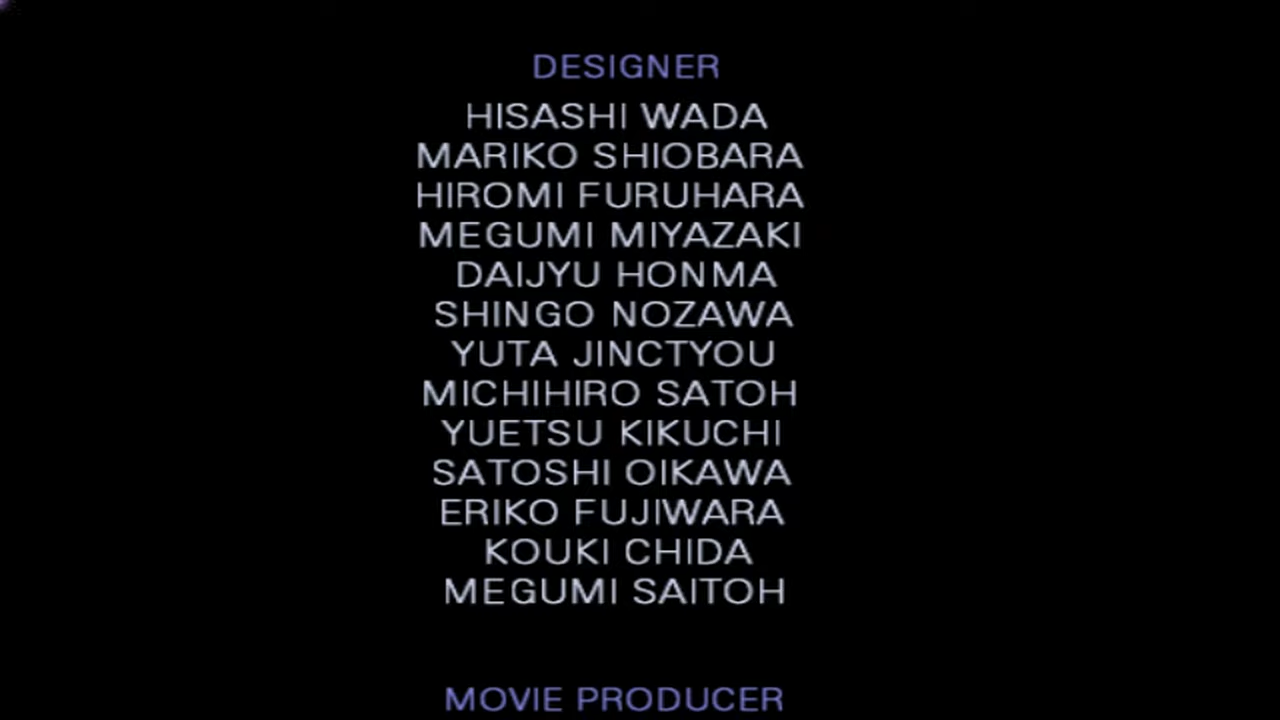 DESIGNER
HISASHI WADA
MARIKO SHIOBARA
HIROMI FURUHARA
MEGUMI MIYAZAKI
DAIJYU HONMA
SHINGO NOZAWA
YUTA JINCTYOU
MICHIHIRO SATOH
YUETSU KIKUCHI
SATOSHI OIKAWA
ERIKO FUJIWARA
KOUKI CHIDA
MEGUMI SAITOH
MOVIE PRODUCER